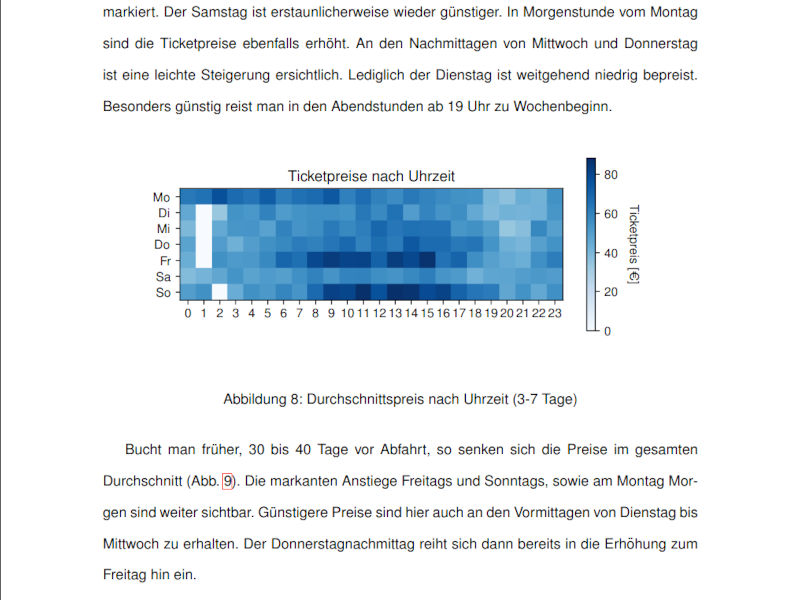 markiert. Der Samstag ist erstaunlicherweise wieder günstiger. In Morgenstunde vom Montag
sind die Ticketpreise ebenfalls erhöht. An den Nachmittagen von Mittwoch und Donnerstag
ist eine leichte Steigerung ersichtlich. Lediglich der Dienstag ist weitgehend niedrig bepreist.
Besonders günstig reist man in den Abendstunden ab 19 Uhr zu Wochenbeginn.
Ticketpreise nach Uhrzeit
Mo
Di
Mi
Do
Fr
Sa
So
0 1 2 3 4 5 6 7 8 9 10 11 12 13 14 15 16 17 18 19 20 21 22 23
80
60
40
20
0
Ticketpreis [€]
Abbildung 8: Durchschnittspreis nach Uhrzeit (3-7 Tage)
Bucht man früher, 30 bis 40 Tage vor Abfahrt, so senken sich die Preise im gesamten
Durchschnitt (Abb. 9). Die markanten Anstiege Freitags und Sonntags, sowie am Montag Mor-
gen sind weiter sichtbar. Günstigere Preise sind hier auch an den Vormittagen von Dienstag bis
Mittwoch zu erhalten. Der Donnerstagnachmittag reiht sich dann bereits in die Erhöhung zum
Freitag hin ein.